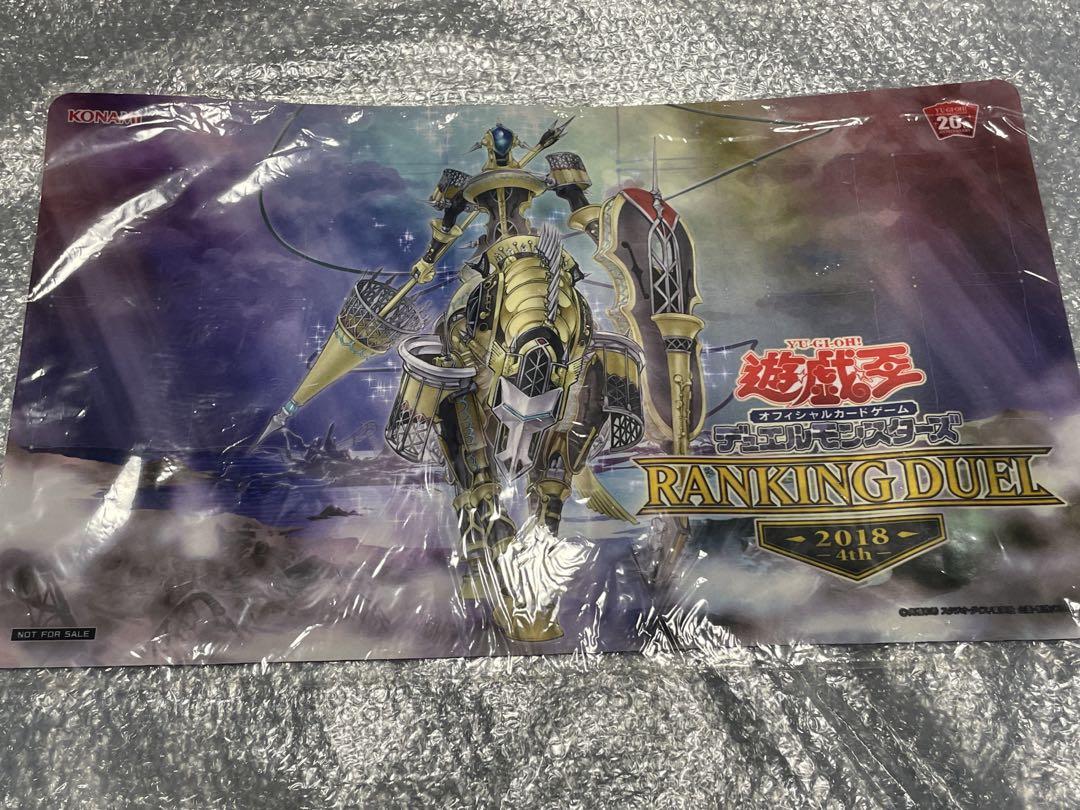 KONAMI
YU-GI-OH!
20th
YU-GI-OH!
遊戯王
オフィシャルカードゲーム
デュエルモンスターズ
RANKING DUEL
2018
4th
NOT FOR SALE